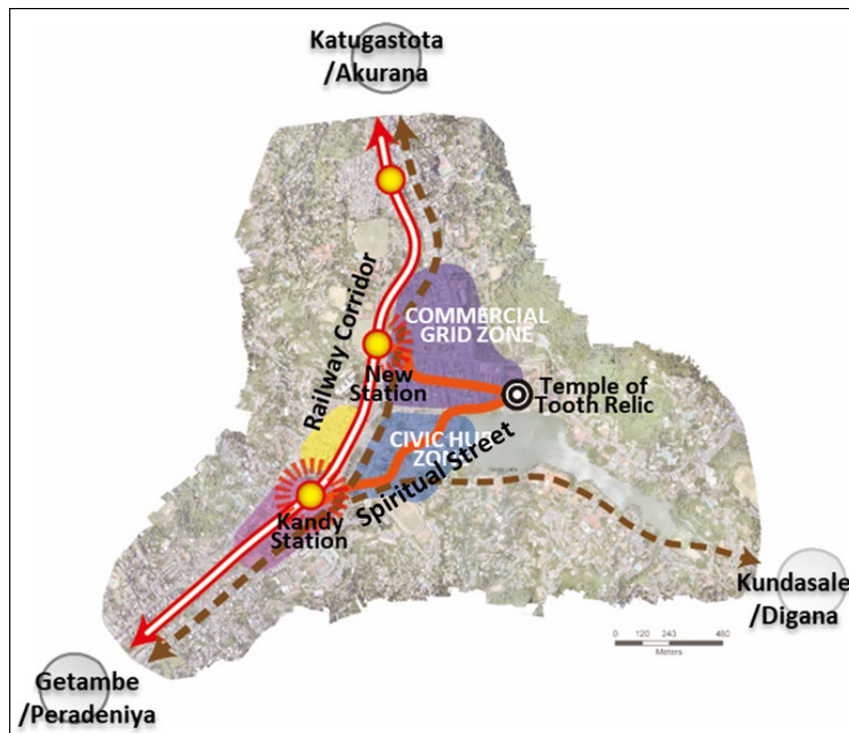 Katugastota
/Akurana
Railway Corridor
COMMERCIAL
GRID ZONE
New
Station
Temple of
Tooth Relic
CIVIC HUB
ZONE
Spiritual Street
Kandy
Station
Kundasale
/Digana
0 120 243 480
Meters
Getambe
/Peradeniya